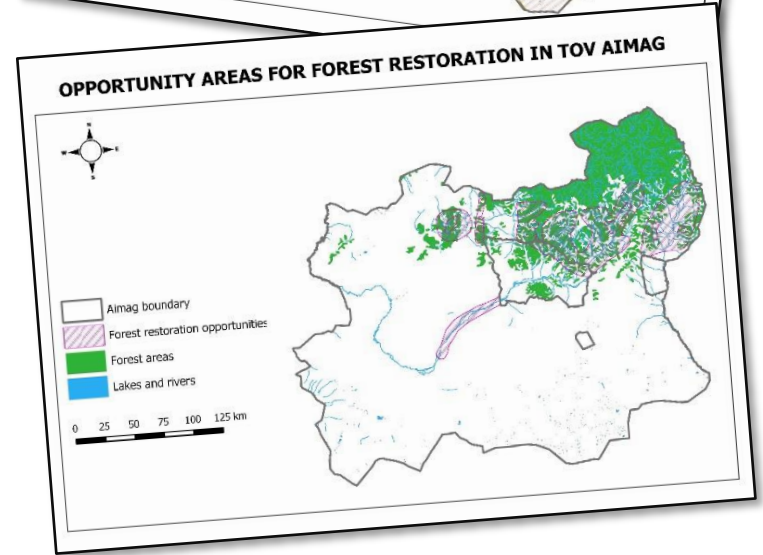 OPPORTUNITY AREAS FOR FOREST RESTORATION IN TOV AIMAG
N
W E
S
Aimag boundary
Forest restoration opportunities
Forest areas
Lakes and rivers
0 25 50 75 100 125 km